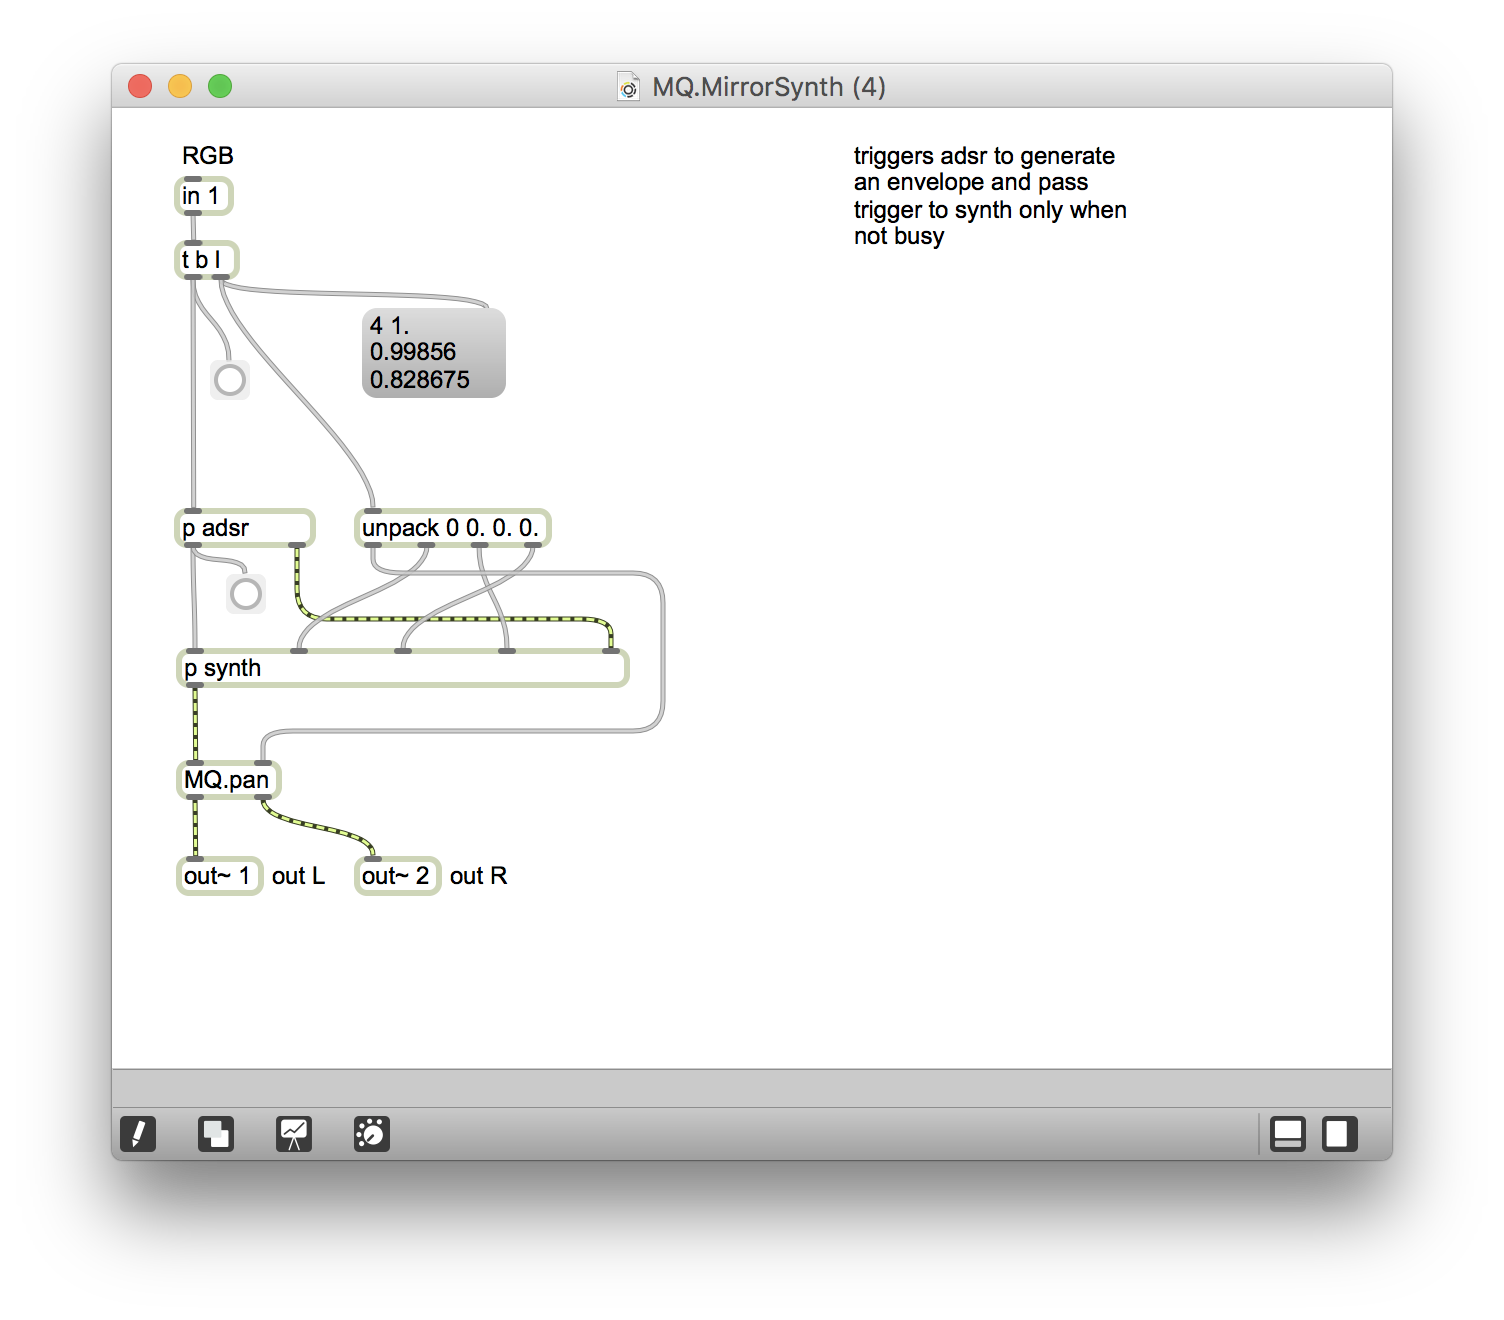 MQ.MirrorSynth (4)
RGB
in 1
t b l
4 1.
0.99856
0.828675
triggers adsr to generate
an envelope and pass
trigger to synth only when
not busy
p adsr
unpack 0 0. 0. 0.
p synth
MQ.pan
out~ 1
out L
out~ 2
out R